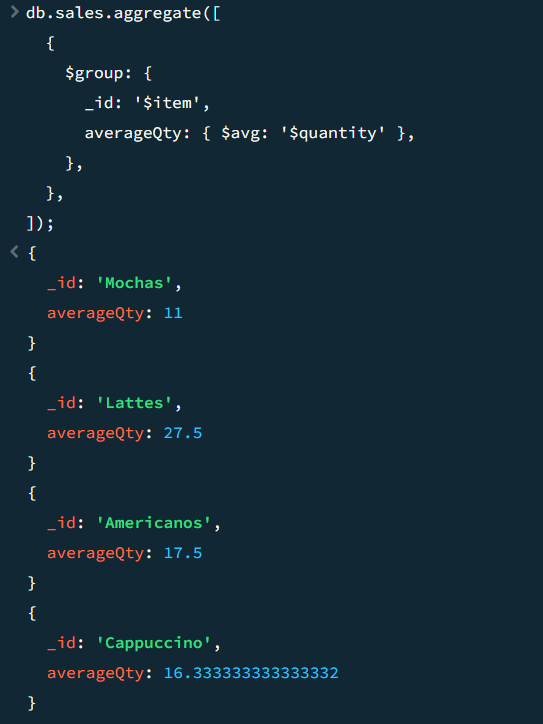 > db.sales.aggregate([
{
$group: {
_id: '$item',
averageQty: { $avg: '$quantity' },
},
},
]);
< {
_id: 'Mochas',
averageQty: 11
}
{
_id: 'Lattes',
averageQty: 27.5
}
{
_id: 'Americanos',
averageQty: 17.5
}
{
_id: 'Cappuccino',
averageQty: 16.333333333333332
}